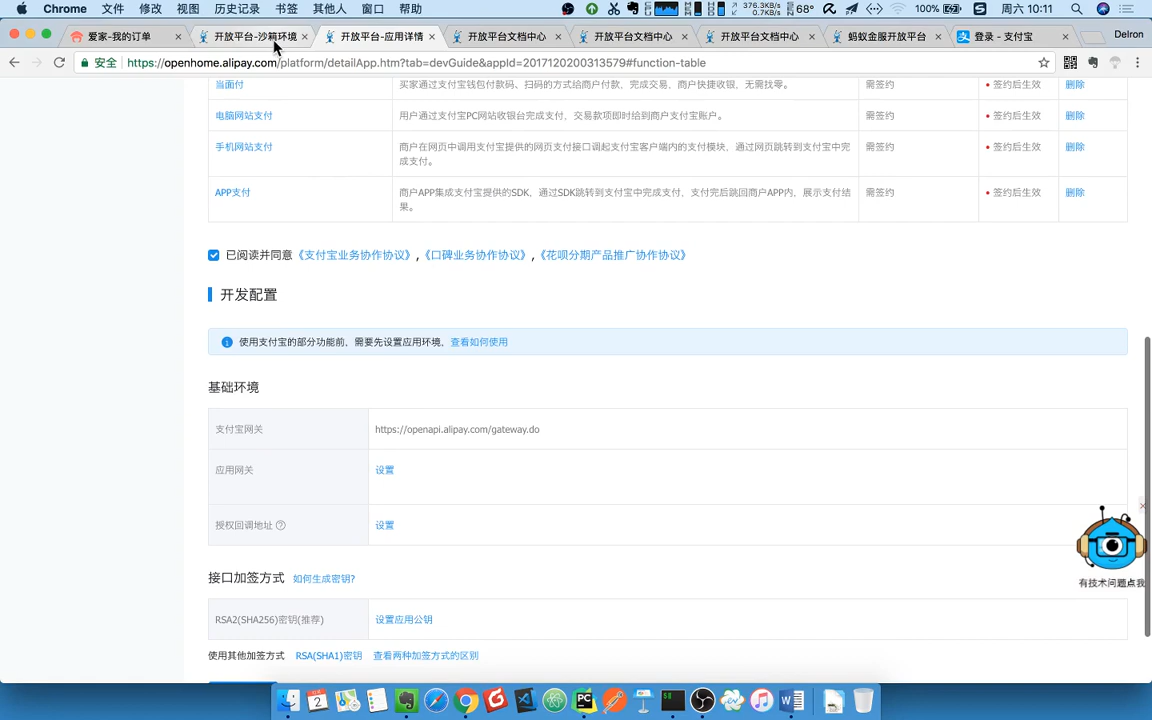 Chrome 文件 修改 视图 历史记录 书签 其他人 窗口 帮助 376.3KB/s 0.7KB/s 68° 100% 周六 10:11
爱家-我的订单 开放平台-沙箱环境 开放平台-应用详情 开放平台文档中心 开放平台文档中心 开放平台文档中心 蚂蚁金服开放平台 登录 - 支付宝 Delron
安全 https://openhome.alipay.com/platform/detailApp.htm?tab=devGuide&appId=2017120200313579#function-table
当面付 买家通过支付宝钱包付款码、扫码的方式给商户付款，完成交易，商户快捷收银，无需找零。 需签约 签约后生效 删除
电脑网站支付 用户通过支付宝PC网站收银台完成支付，交易款项即时给到商户支付宝账户。 需签约 签约后生效 删除
手机网站支付 商户在网页中调用支付宝提供的网页支付接口调起支付宝客户端内的支付模块，通过网页跳转到支付宝中完 需签约 签约后生效 删除
成支付。
APP支付 商户APP集成支付宝提供的SDK，通过SDK跳转到支付宝中完成支付，支付完后跳回商户APP内，展示支付结 需签约 签约后生效 删除
果。
已阅读并同意《支付宝业务协作协议》,《口碑业务协作协议》,《花呗分期产品推广协作协议》
开发配置
使用支付宝的部分功能前，需要先设置应用环境，查看如何使用
基础环境
支付宝网关 https://openapi.alipay.com/gateway.do
应用网关 设置
授权回调地址 设置
有技术问题点我
接口加签方式 如何生成密钥?
RSA2(SHA256)密钥(推荐) 设置应用公钥
使用其他加签方式 RSA(SHA1)密钥 查看两种加签方式的区别